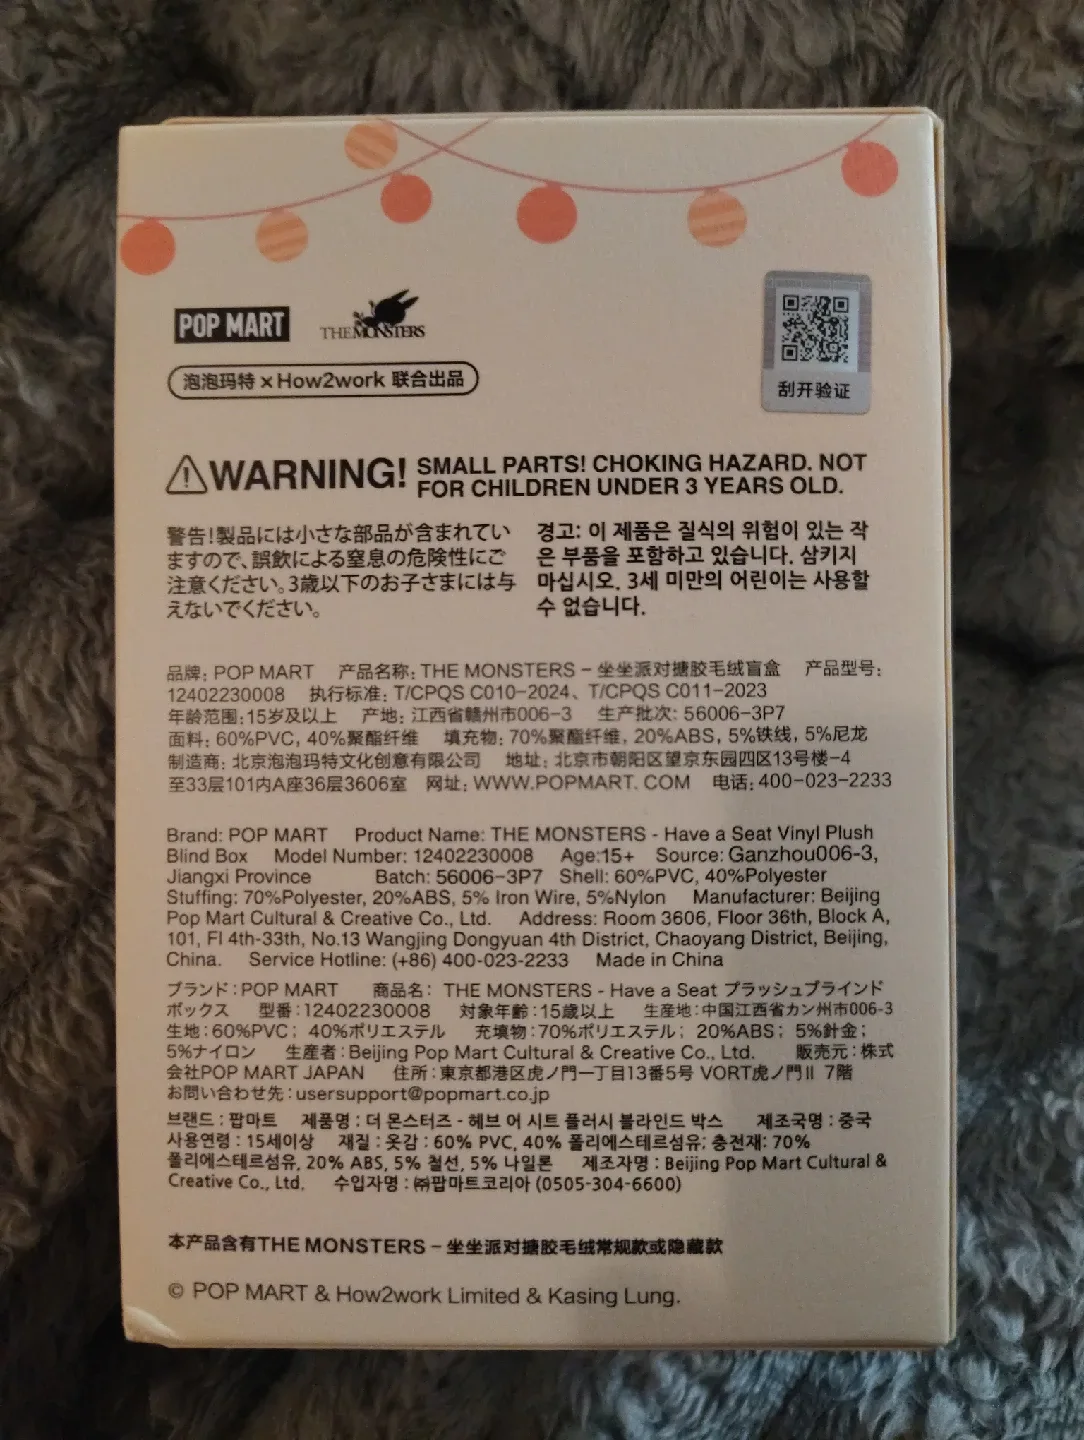 POP MART
THE MONSTERS
泡泡玛特 × How2work 联合出品
刮开验证
WARNING! SMALL PARTS! CHOKING HAZARD. NOT
FOR CHILDREN UNDER 3 YEARS OLD.
警告!製品には小さな部品が含まれてい
ますので、誤飲による窒息の危険性にご
注意ください。3歳以下のお子さまには与
えないでください。
경고: 이 제품은 질식의 위험이 있는 작
은 부품을 포함하고 있습니다. 삼키지
마십시오. 3세 미만의 어린이는 사용할
수 없습니다.
品牌: POP MART 产品名称: THE MONSTERS – 坐坐派对搪胶毛绒盲盒 产品型号:
12402230008 执行标准: T/CPQS C010-2024、T/CPQS C011-2023
年龄范围:15岁及以上 产地: 江西省赣州市006-3 生产批次: 56006-3P7
面料: 60%PVC, 40%聚酯纤维 填充物: 70%聚酯纤维, 20%ABS, 5%铁线, 5%尼龙
制造商: 北京泡泡玛特文化创意有限公司 地址: 北京市朝阳区望京东园四区13号楼-4
至33层101内A座36层3606室 网址: WWW.POPMART. COM 电话: 400-023-2233
Brand: POP MART Product Name: THE MONSTERS - Have a Seat Vinyl Plush
Blind Box Model Number: 12402230008 Age:15+ Source: Ganzhou006-3,
Jiangxi Province Batch: 56006-3P7 Shell: 60%PVC, 40%Polyester
Stuffing: 70%Polyester, 20%ABS, 5% Iron Wire, 5%Nylon Manufacturer: Beijing
Pop Mart Cultural & Creative Co., Ltd. Address: Room 3606, Floor 36th, Block A,
101, Fl 4th-33th, No.13 Wangjing Dongyuan 4th District, Chaoyang District, Beijing,
China. Service Hotline: (+86) 400-023-2233 Made in China
ブランド:POP MART 商品名: THE MONSTERS - Have a Seat プラッシュブラインド
ボックス 型番:12402230008 対象年齢:15歳以上 生産地:中国江西省カン州市006-3
生地:60%PVC; 40%ポリエステル 充填物:70%ポリエステル; 20%ABS; 5%針金;
5%ナイロン 生産者:Beijing Pop Mart Cultural & Creative Co., Ltd. 販売元:株式
会社POP MART JAPAN 住所:東京都港区虎ノ門一丁目13番5号 VORT虎ノ門Ⅱ 7階
お問い合わせ先:usersupport@popmart.co.jp
브랜드 : 팝마트 제품명 : 더 몬스터즈 - 헤브 어 시트 플러시 블라인드 박스 제조국명 : 중국
사용연령 : 15세이상 재질 : 옷감 : 60% PVC, 40% 폴리에스테르섬유; 충전재: 70%
폴리에스테르섬유, 20% ABS, 5% 철선, 5% 나일론 제조자명 : Beijing Pop Mart Cultural &
Creative Co., Ltd. 수입자명 : ㈜팝마트코리아 (0505-304-6600)
本产品含有THE MONSTERS – 坐坐派对搪胶毛绒常规款或隐藏款
© POP MART & How2work Limited & Kasing Lung.